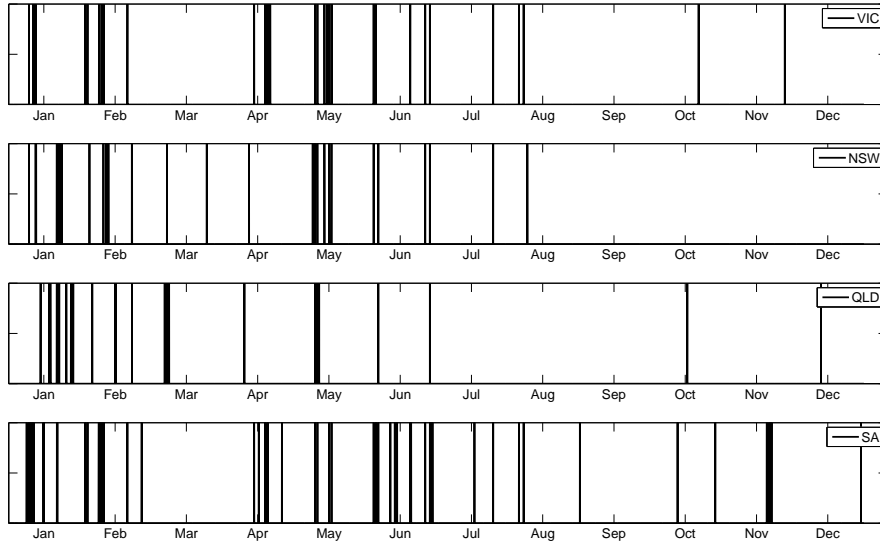 VIC
Jan Feb Mar Apr May Jun Jul Aug Sep Oct Nov Dec
NSW
Jan Feb Mar Apr May Jun Jul Aug Sep Oct Nov Dec
QLD
Jan Feb Mar Apr May Jun Jul Aug Sep Oct Nov Dec
SA
Jan Feb Mar Apr May Jun Jul Aug Sep Oct Nov Dec